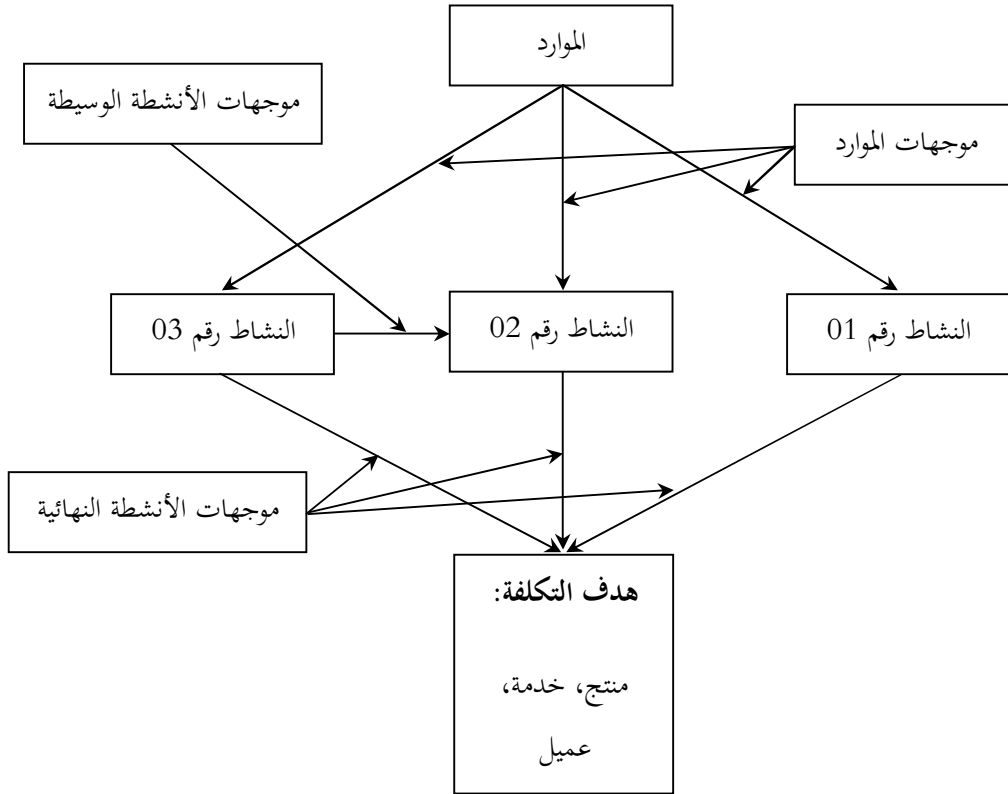 الموارد
موجهات الأنشطة الوسيطة
موجهات الموارد
النشاط رقم 01
النشاط رقم 02
النشاط رقم 03
موجهات الأنشطة النهائية
هدف التكلفة:
منتج، خدمة،
عميل